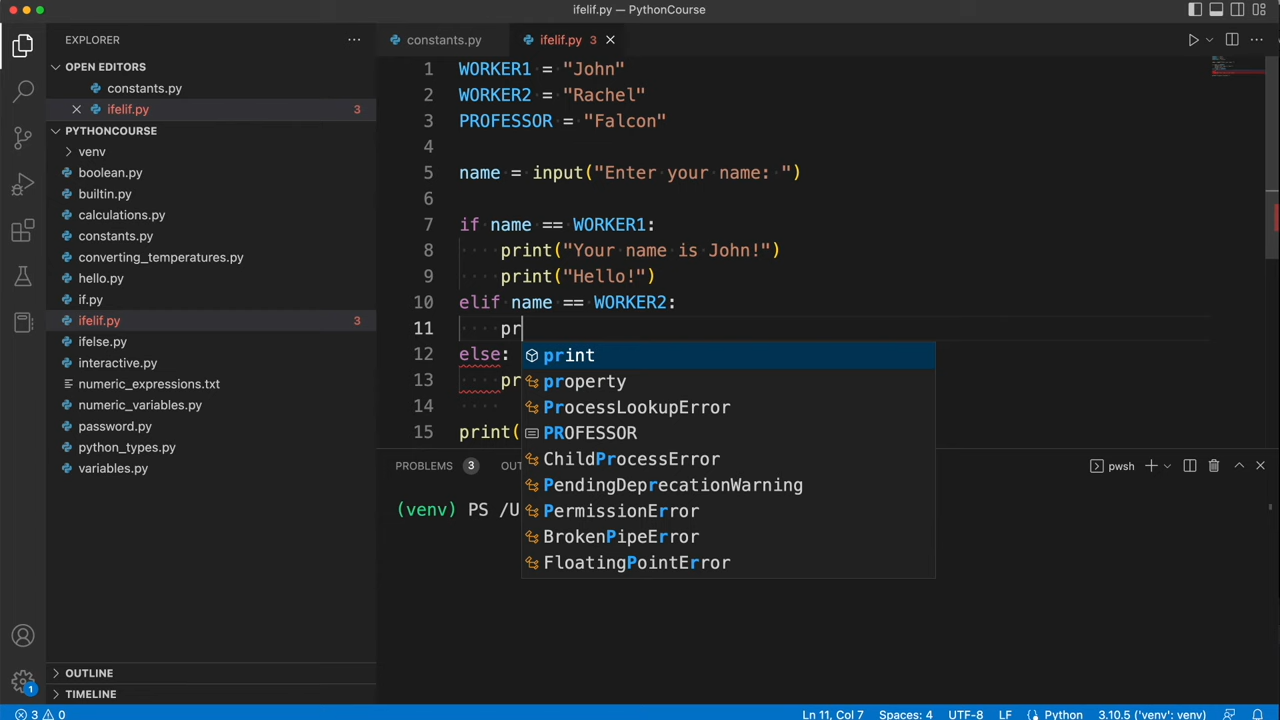 ifelif.py — PythonCourse
EXPLORER
OPEN EDITORS
constants.py
ifelif.py 3
PYTHONCOURSE
venv
boolean.py
builtin.py
calculations.py
constants.py
converting_temperatures.py
hello.py
if.py
ifelif.py 3
ifelse.py
interactive.py
numeric_expressions.txt
numeric_variables.py
password.py
python_types.py
variables.py
OUTLINE
TIMELINE
constants.py ifelif.py 3
1 WORKER1 = "John"
2 WORKER2 = "Rachel"
3 PROFESSOR = "Falcon"
4
5 name = input("Enter your name: ")
6
7 if name == WORKER1:
8 print("Your name is John!")
9 print("Hello!")
10 elif name == WORKER2:
11 pr
12 else:
13 pr
14
15 print(
print
property
ProcessLookupError
PROFESSOR
ChildProcessError
PendingDeprecationWarning
PermissionError
BrokenPipeError
FloatingPointError
PROBLEMS 3 OU pwsh
(venv) PS /U
1
3 0 Ln 11, Col 7 Spaces: 4 UTF-8 LF Python 3.10.5 ('venv': venv)